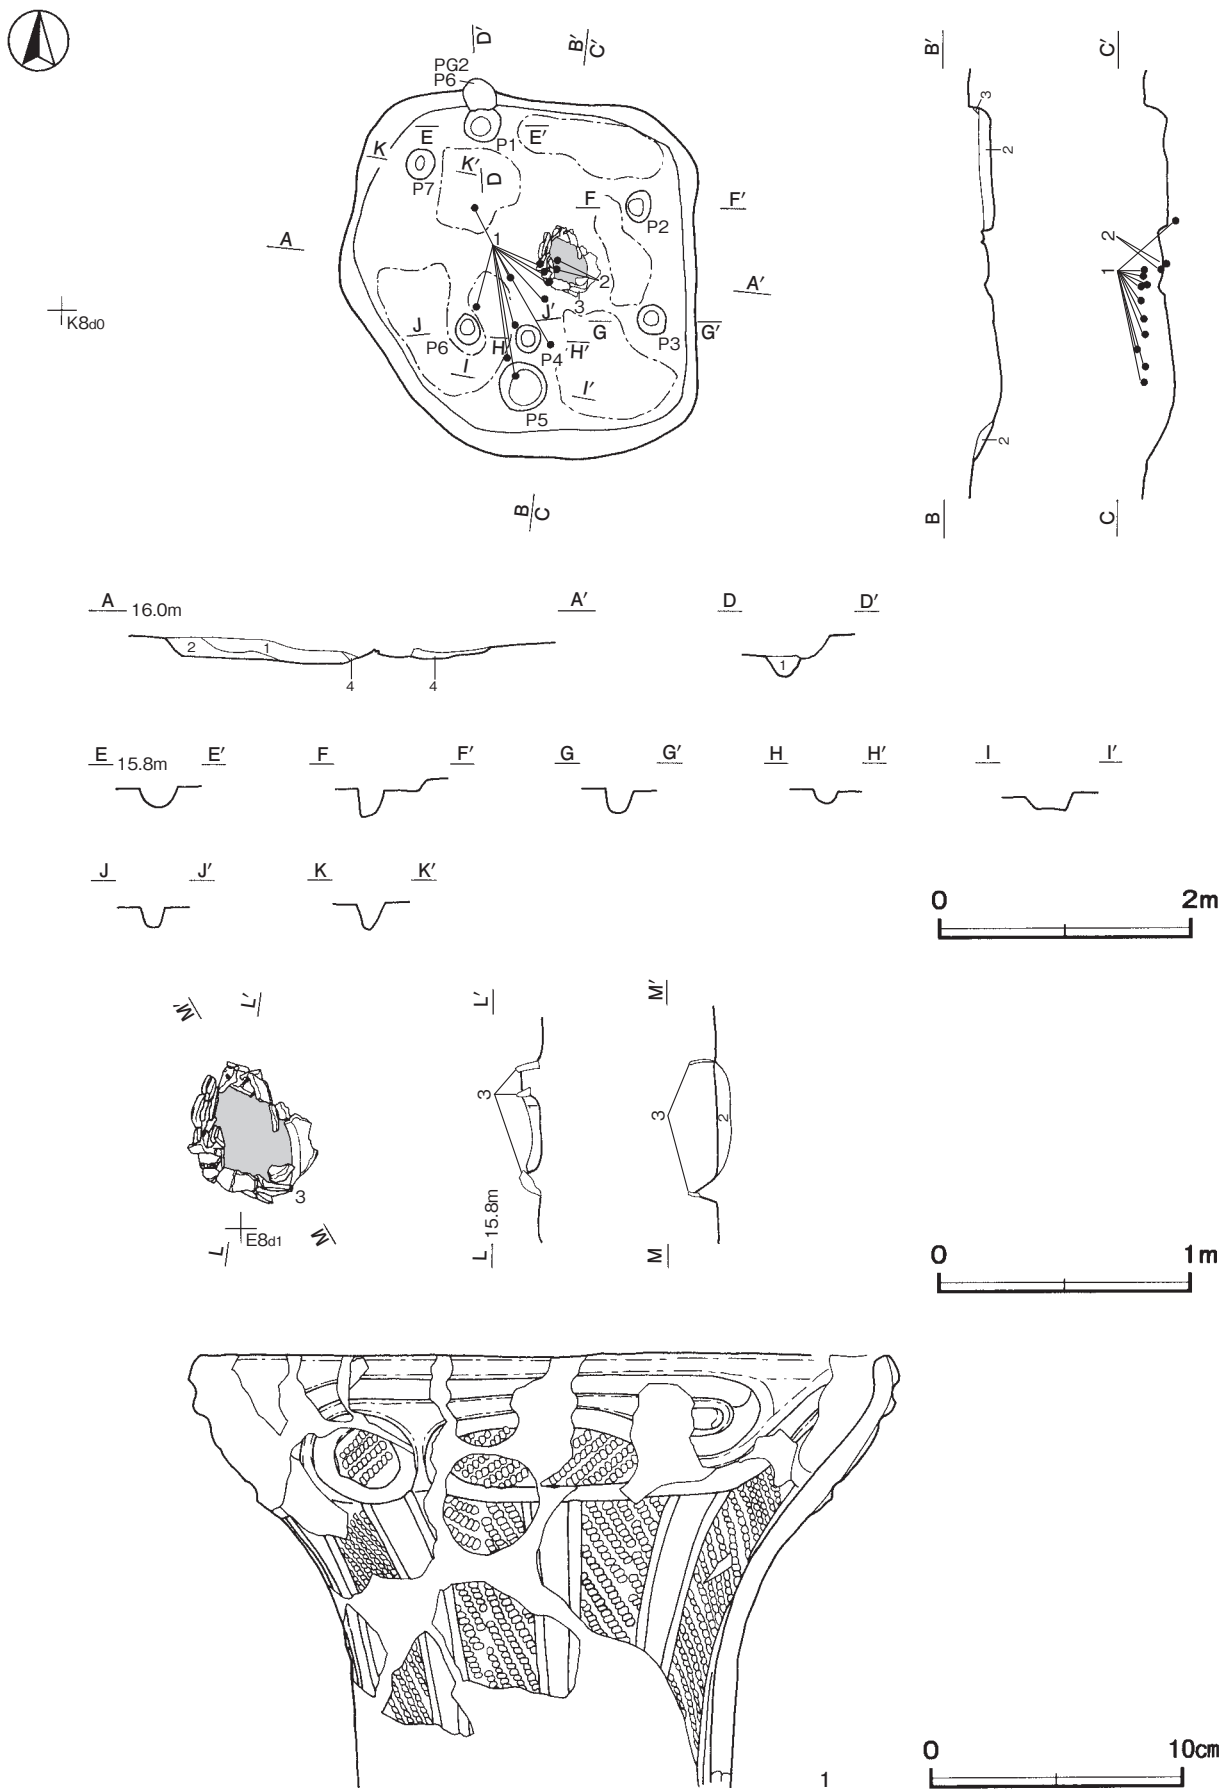 D′
B′/C′
PG2
P6
E
E′
K
P1
K′
D
P7
F
F′
P2
A
1
A′
2
3
K8d0
J
J′
P6
H
G
G′
P3
P4
H′
I
I′
P5
B/C
B′
C′
3
2
2
1
2
B
C
A 16.0m
A′
D
D′
2
1
1
4
4
E 15.8m
E′
F
F′
G
G′
H
H′
I
I′
J
J′
K
K′
0
2m
M′
L′
L′
M′
3
1
3
2
3
E8d1
L
M
L 15.8m
M
0
1m
0
10cm
1